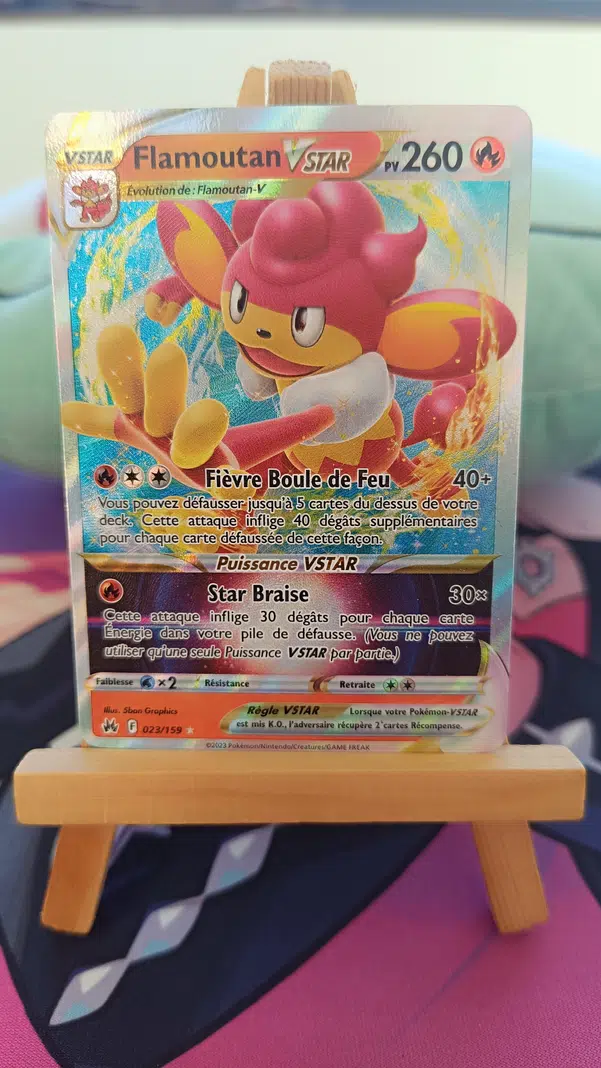 VSTAR Flamoutan VSTAR PV 260
Évolution de : Flamoutan-V
Fièvre Boule de Feu 40+
Vous pouvez défausser jusqu'à 5 cartes du dessus de votre
deck. Cette attaque inflige 40 dégâts supplémentaires
pour chaque carte défaussée de cette façon.
Puissance VSTAR
Star Braise 30×
Cette attaque inflige 30 dégâts pour chaque carte
Énergie dans votre pile de défausse. (Vous ne pouvez
utiliser qu'une seule Puissance VSTAR par partie.)
Faiblesse ×2 Résistance Retraite
Illus. 5ban Graphics Règle VSTAR Lorsque votre Pokémon-VSTAR
est mis K.O., l'adversaire récupère 2 cartes Récompense.
F 023/159
©2023 Pokémon/Nintendo/Creatures/GAME FREAK